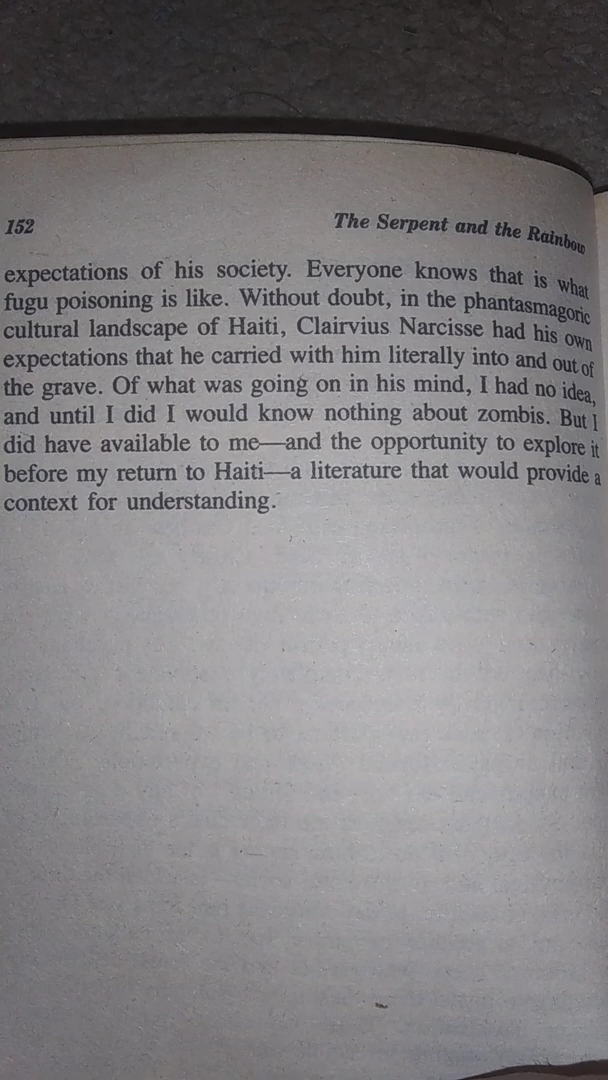 152 The Serpent and the Rainbow
expectations of his society. Everyone knows that is what
fugu poisoning is like. Without doubt, in the phantasmagoric
cultural landscape of Haiti, Clairvius Narcisse had his own
expectations that he carried with him literally into and out of
the grave. Of what was going on in his mind, I had no idea,
and until I did I would know nothing about zombis. But I
did have available to me—and the opportunity to explore it
before my return to Haiti—a literature that would provide a
context for understanding.